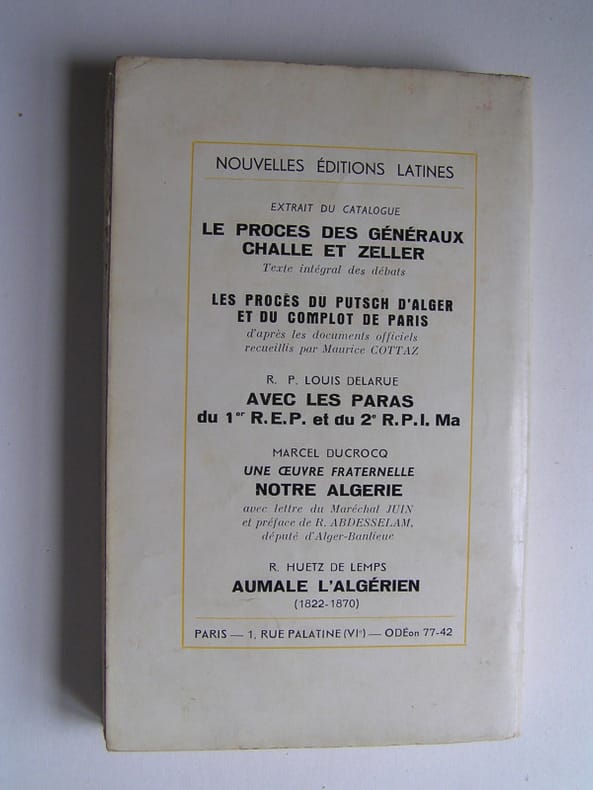 NOUVELLES ÉDITIONS LATINES
EXTRAIT DU CATALOGUE
LE PROCES DES GÉNÉRAUX
CHALLE ET ZELLER
Texte intégral des débats
LES PROCÈS DU PUTSCH D'ALGER
ET DU COMPLOT DE PARIS
d'après les documents officiels
recueillis par Maurice COTTAZ
R. P. LOUIS DELARUE
AVEC LES PARAS
du 1er R.E.P. et du 2e R.P.I. Ma
MARCEL DUCROCQ
UNE ŒUVRE FRATERNELLE
NOTRE ALGERIE
avec lettre du Maréchal JUIN
et préface de R. ABDESSELAM,
député d'Alger-Banlieue
R. HUETZ DE LEMPS
AUMALE L'ALGÉRIEN
(1822-1870)
PARIS — 1, RUE PALATINE (VIe) — ODÉon 77-42